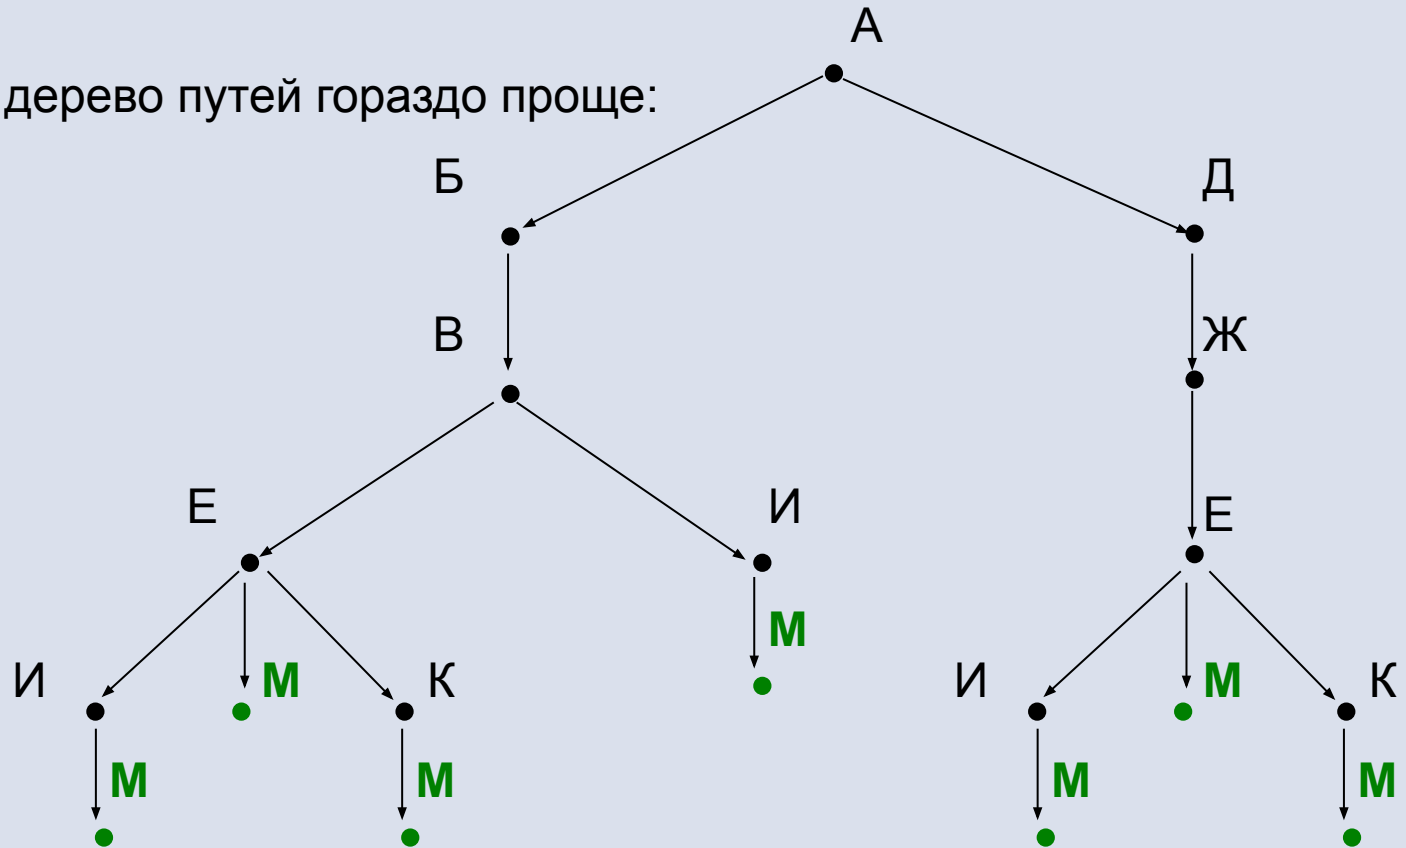 А
дерево путей гораздо проще:
Б Д
В Ж
Е И Е
М
И М К И М К
М М М М